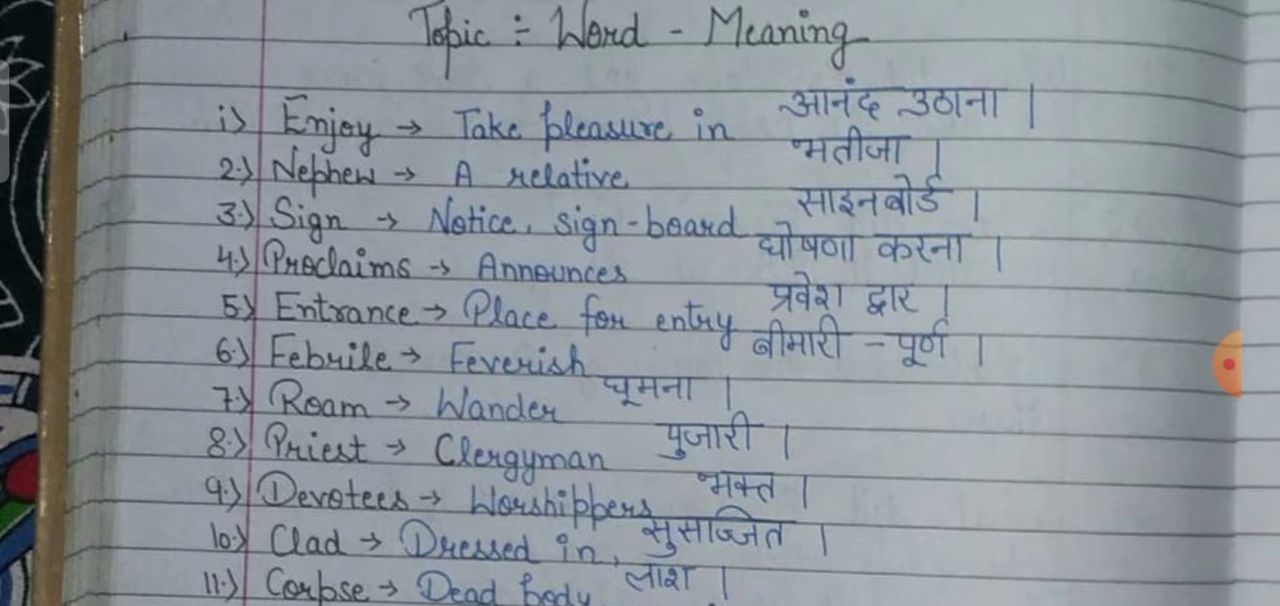 Topic ÷ Word - Meaning
i) Enjoy → Take pleasure in आनंद उठाना |
2.) Nephew → A relative भतीजा |
3.) Sign → Notice, sign-board साइनबोर्ड |
4.) Proclaims → Announces घोषणा करना |
5.) Entrance → Place for entry प्रवेश द्वार |
6.) Febrile → Feverish बीमारी - पूर्ण |
7.) Roam → Wander घूमना |
8.) Priest → Clergyman पुजारी |
9.) Devotees → Worshippers भक्त |
10.) Clad → Dressed in, सुसज्जित |
11.) Corpse → Dead body लाश |